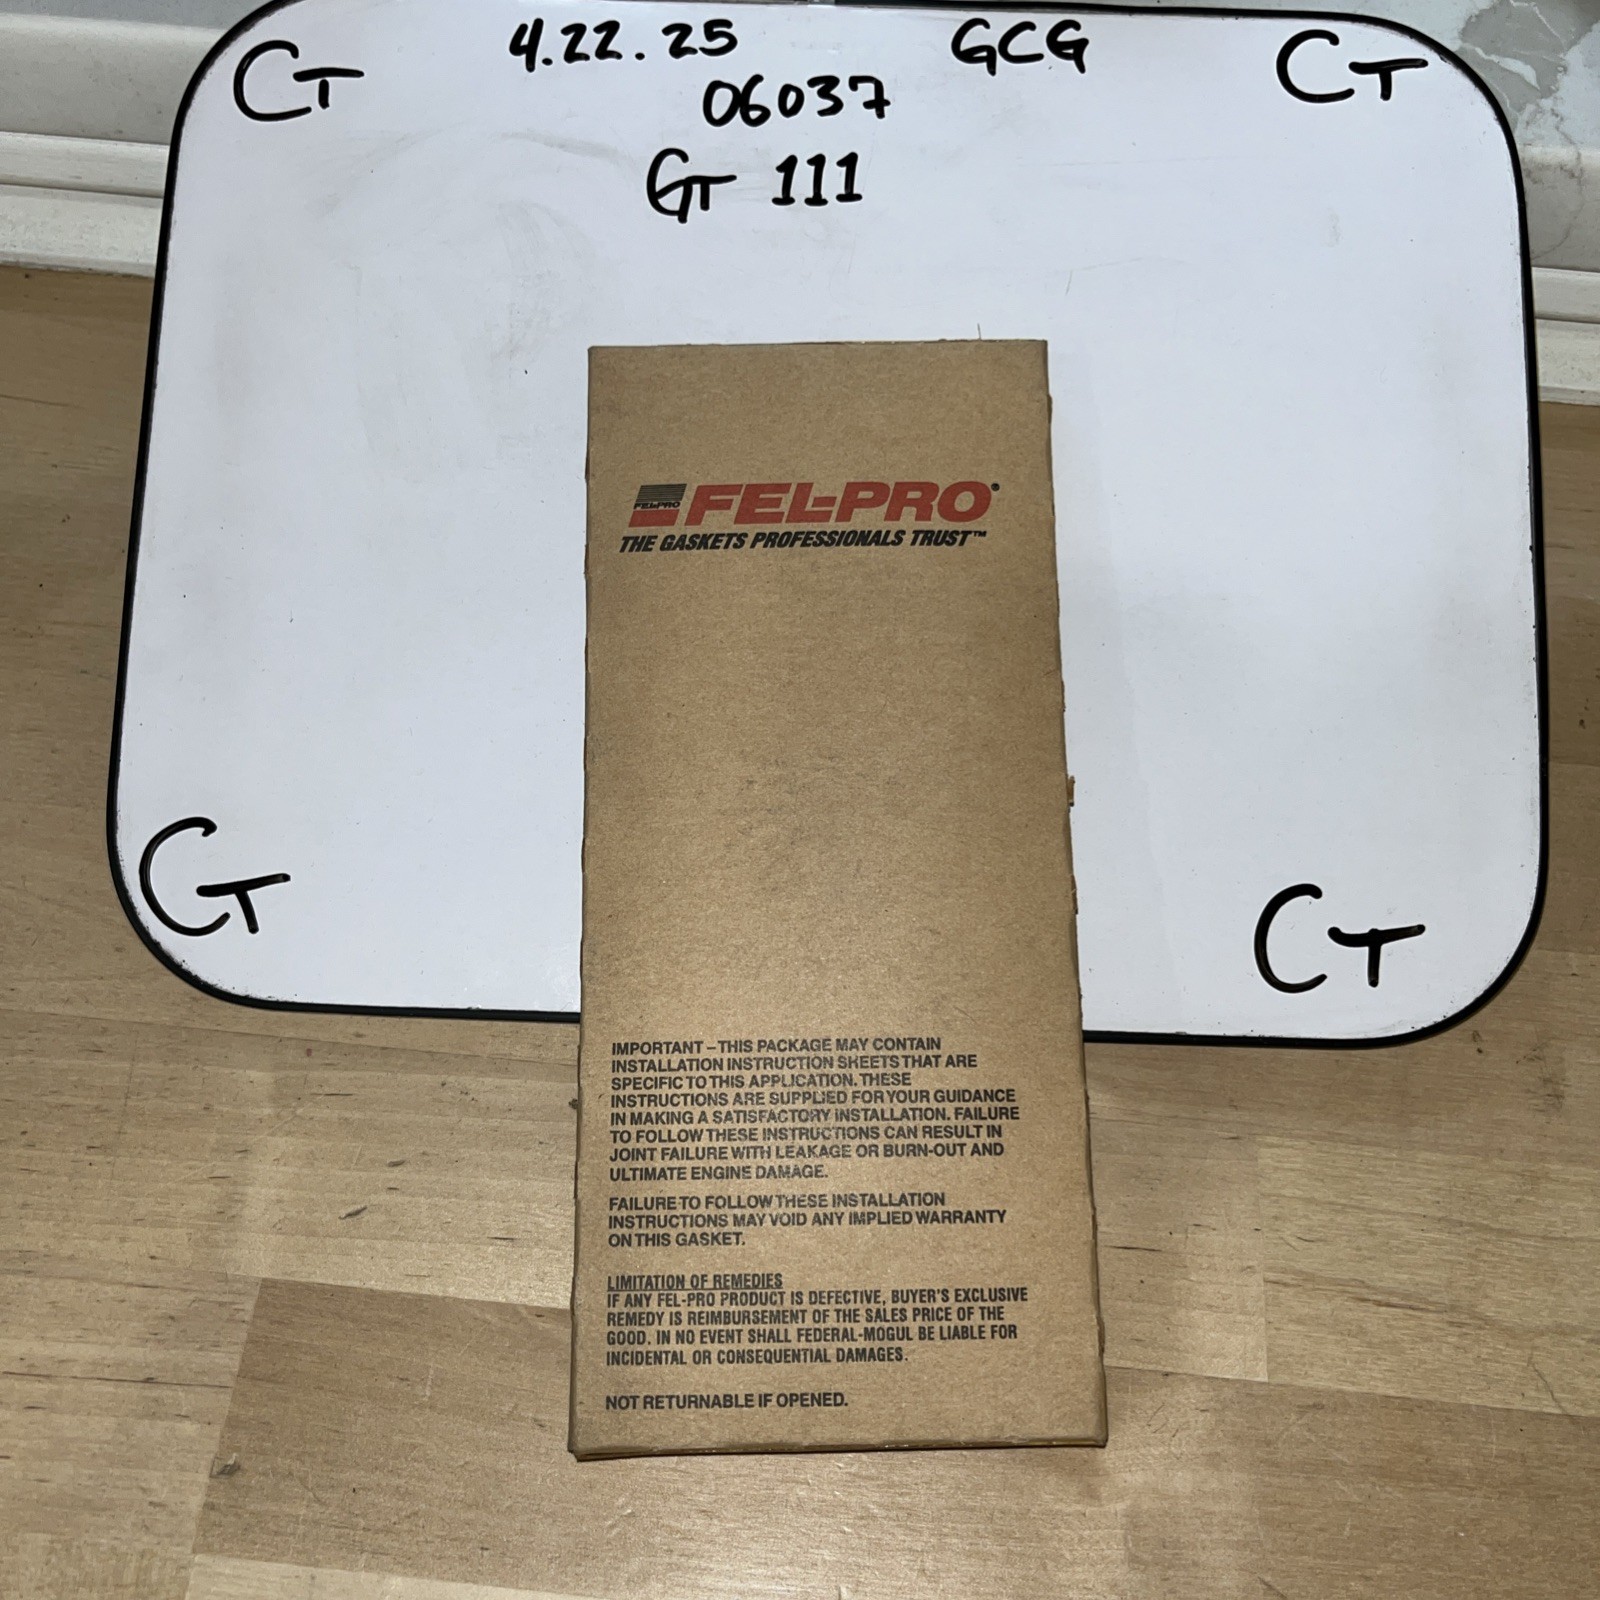 CT
4.22.25
GCG
CT
06037
GT 111
FEL-PRO
FEL-PRO®
THE GASKETS PROFESSIONALS TRUST™
CT
CT
IMPORTANT – THIS PACKAGE MAY CONTAIN
INSTALLATION INSTRUCTION SHEETS THAT ARE
SPECIFIC TO THIS APPLICATION. THESE
INSTRUCTIONS ARE SUPPLIED FOR YOUR GUIDANCE
IN MAKING A SATISFACTORY INSTALLATION. FAILURE
TO FOLLOW THESE INSTRUCTIONS CAN RESULT IN
JOINT FAILURE WITH LEAKAGE OR BURN-OUT AND
ULTIMATE ENGINE DAMAGE.
FAILURE TO FOLLOW THESE INSTALLATION
INSTRUCTIONS MAY VOID ANY IMPLIED WARRANTY
ON THIS GASKET.
LIMITATION OF REMEDIES
IF ANY FEL-PRO PRODUCT IS DEFECTIVE, BUYER'S EXCLUSIVE
REMEDY IS REIMBURSEMENT OF THE SALES PRICE OF THE
GOOD. IN NO EVENT SHALL FEDERAL-MOGUL BE LIABLE FOR
INCIDENTAL OR CONSEQUENTIAL DAMAGES.
NOT RETURNABLE IF OPENED.